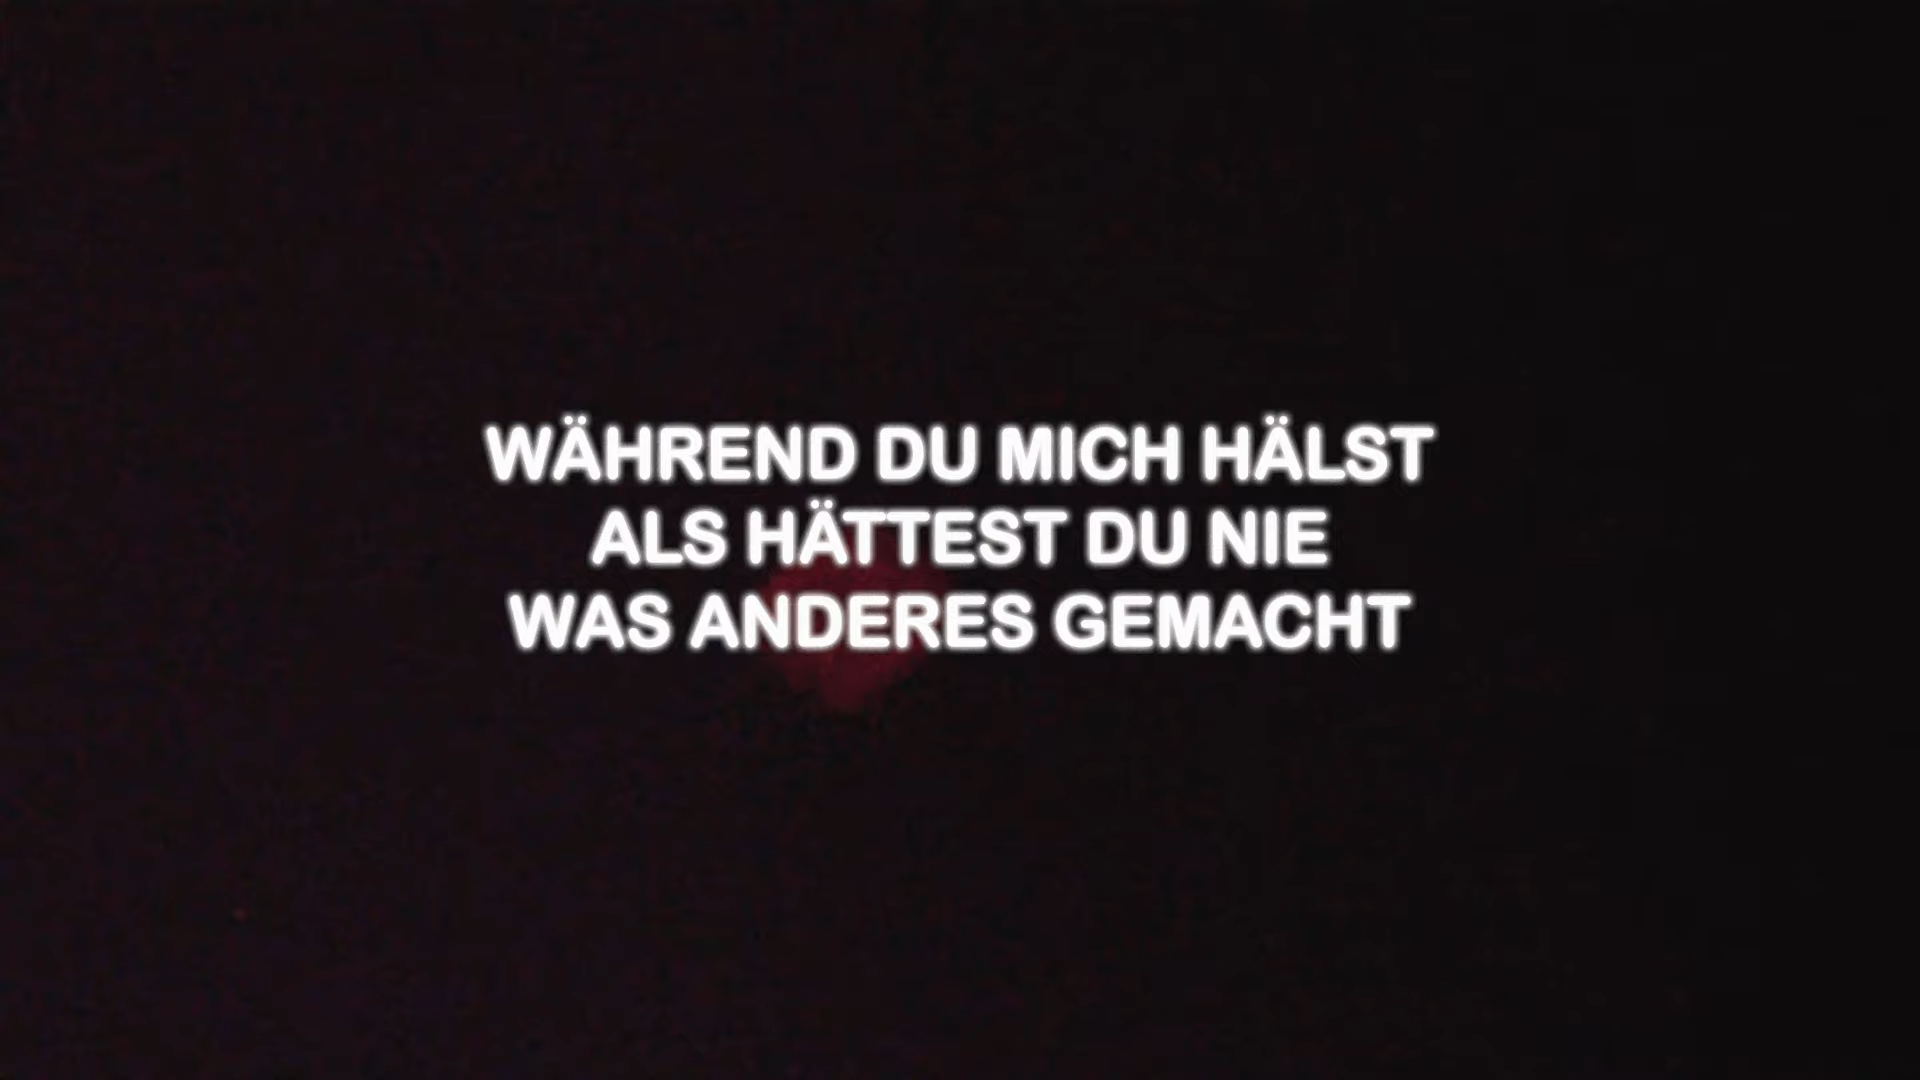 WÄHREND DU MICH HÄLST
ALS HÄTTEST DU NIE
WAS ANDERES GEMACHT